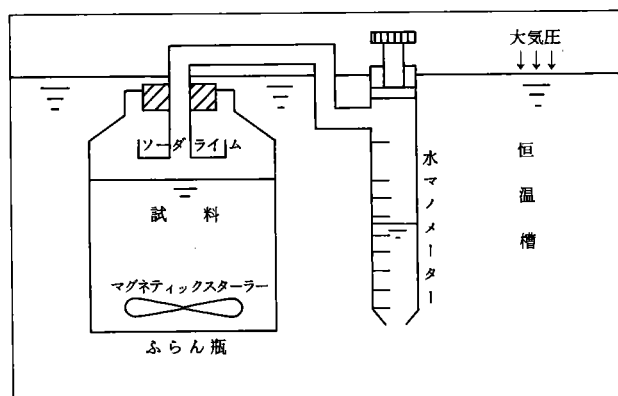 大気圧
ソーダライム
試料
マグネティックスターラー
ふらん瓶
水マノメーター
恒温槽